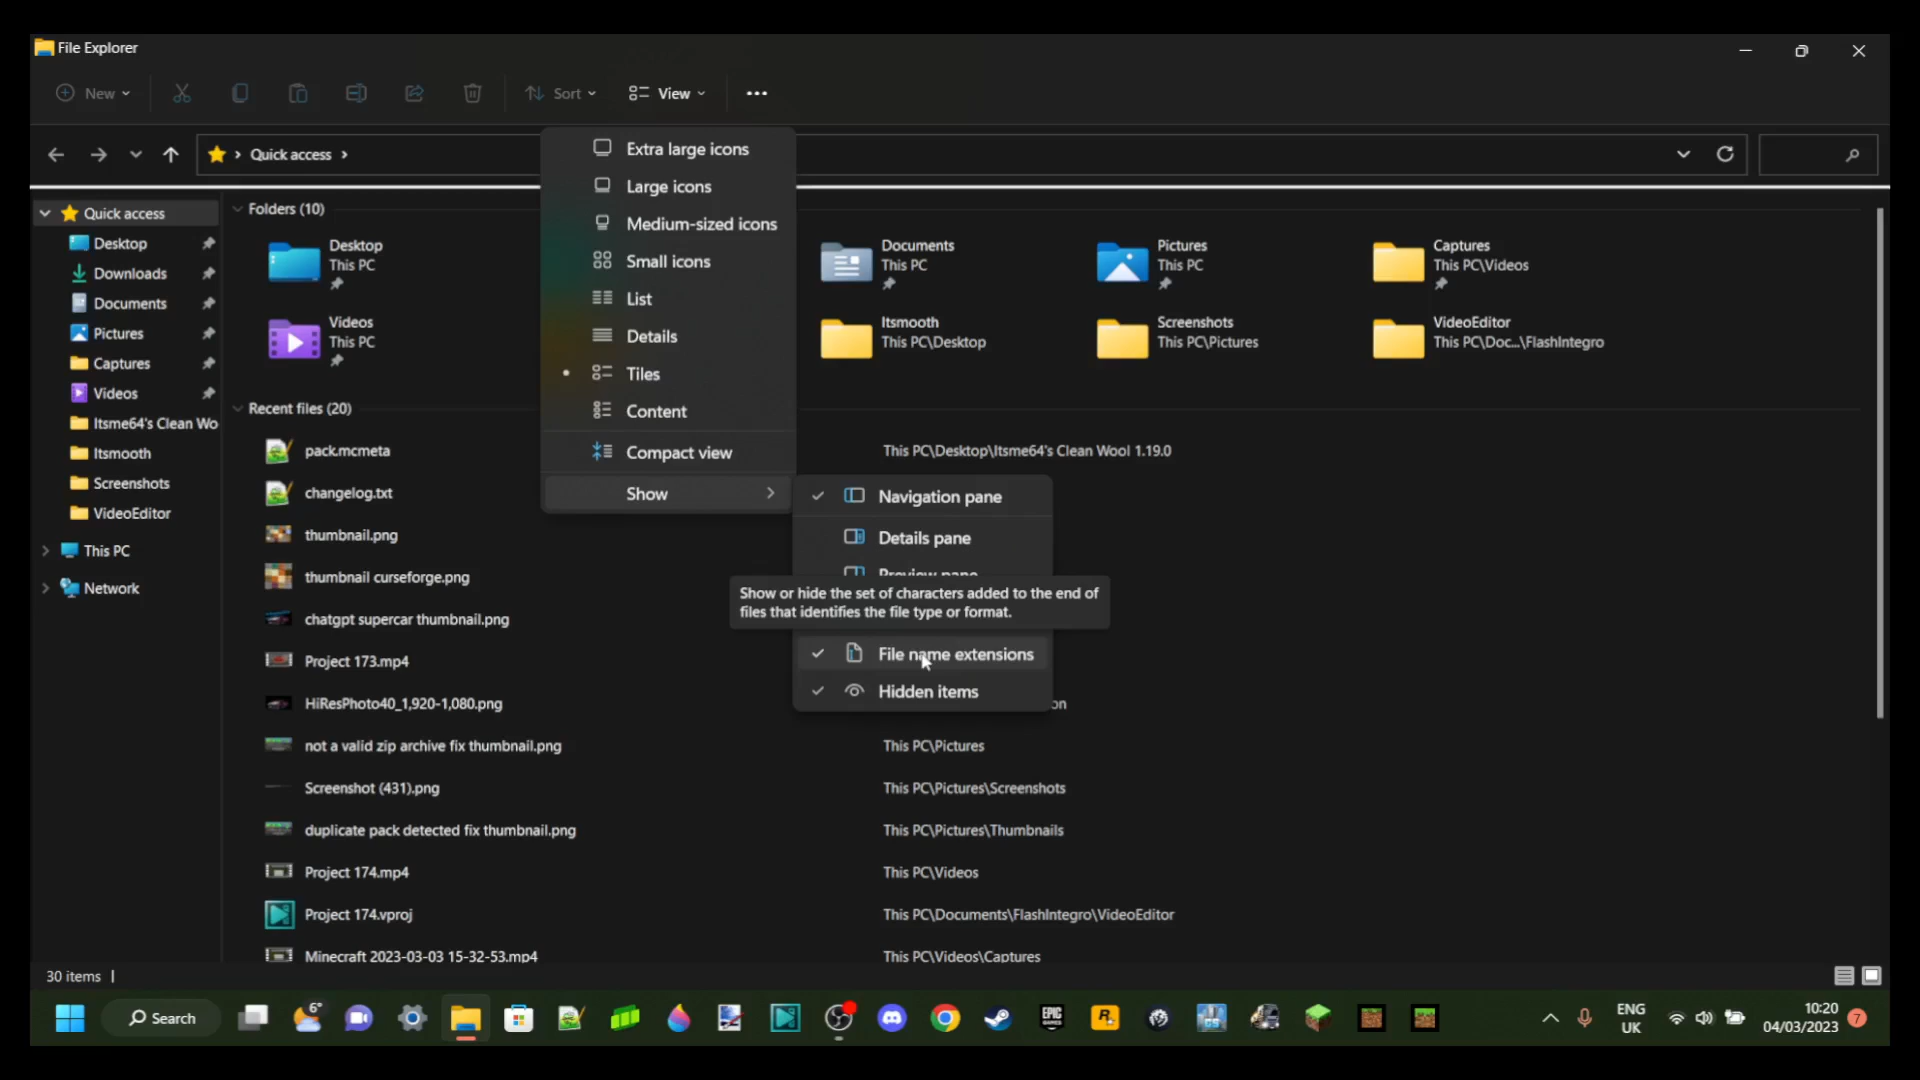 File Explorer
New
Sort
View
Quick access
Extra large icons
Large icons
Medium-sized icons
Small icons
List
Details
Tiles
Content
Compact view
Show
Navigation pane
Details pane
Preview pane
Show or hide the set of characters added to the end of
files that identifies the file type or format.
File name extensions
Hidden items
Quick access
Desktop
Downloads
Documents
Pictures
Captures
Videos
Itsme64's Clean Wo
Itsmooth
Screenshots
VideoEditor
This PC
Network
Folders (10)
Desktop
This PC
Documents
This PC
Pictures
This PC
Captures
This PC\Videos
Videos
This PC
Itsmooth
This PC\Desktop
Screenshots
This PC\Pictures
VideoEditor
This PC\Doc...\FlashIntegro
Recent files (20)
pack.mcmeta
This PC\Desktop\Itsme64's Clean Wool 1.19.0
changelog.txt
thumbnail.png
thumbnail curseforge.png
chatgpt supercar thumbnail.png
Project 173.mp4
HiResPhoto40_1,920-1,080.png
on
not a valid zip archive fix thumbnail.png
This PC\Pictures
Screenshot (431).png
This PC\Pictures\Screenshots
duplicate pack detected fix thumbnail.png
This PC\Pictures\Thumbnails
Project 174.mp4
This PC\Videos
Project 174.vproj
This PC\Documents\FlashIntegro\VideoEditor
Minecraft 2023-03-03 15-32-53.mp4
This PC\Videos\Captures
30 items
Search
6°
EPIC
GAMES
R
ENG
UK
10:20
04/03/2023
7